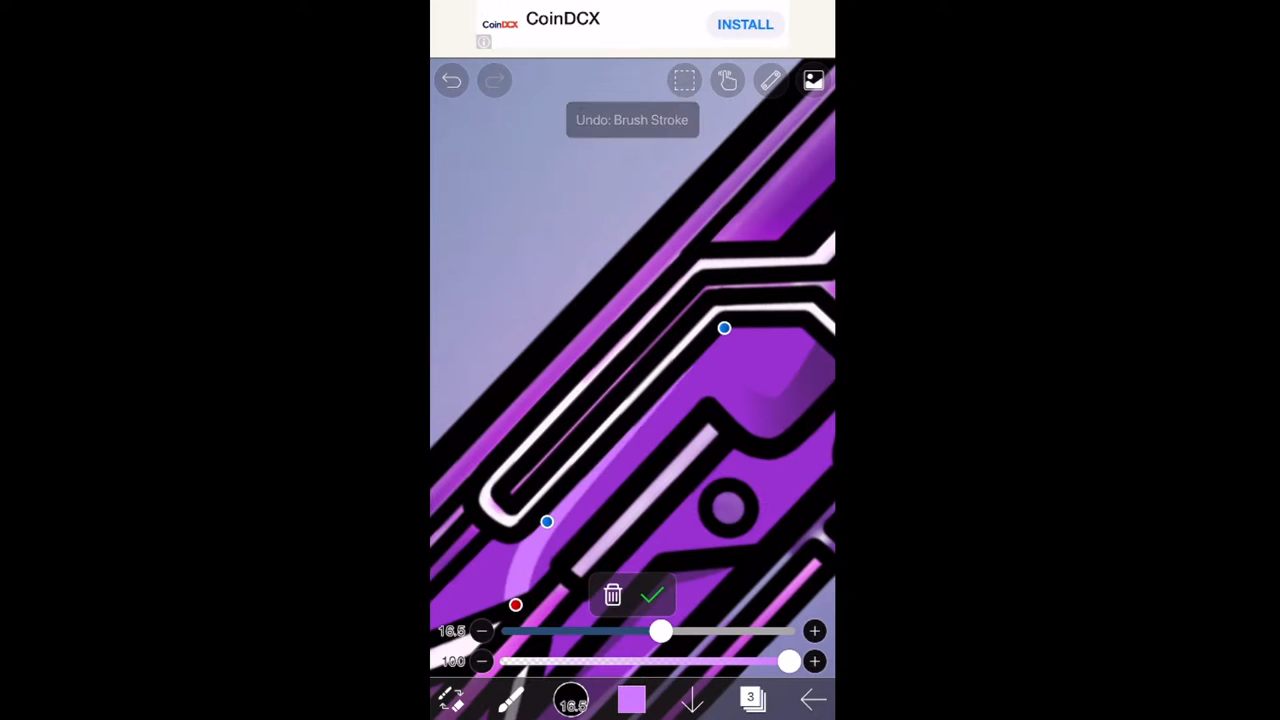 CoinDCX
CoinDCX
INSTALL
Undo: Brush Stroke
16.5
100
16.5
3